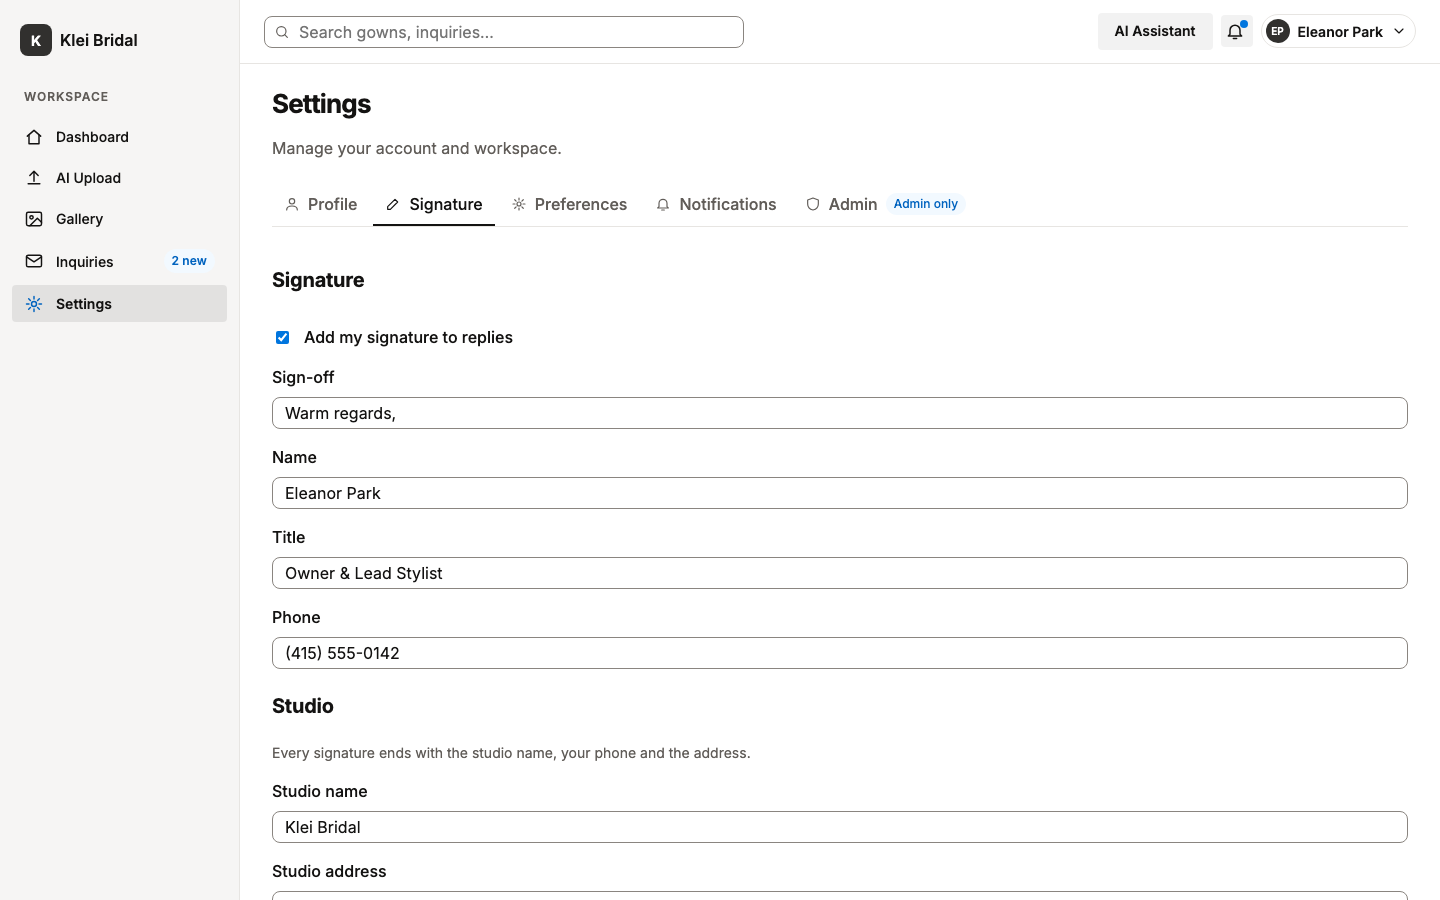 K Klei Bridal
Search gowns, inquiries...
AI Assistant
EP Eleanor Park
WORKSPACE
Dashboard
AI Upload
Gallery
Inquiries 2 new
Settings
Settings
Manage your account and workspace.
Profile Signature Preferences Notifications Admin Admin only
Signature
Add my signature to replies
Sign-off
Warm regards,
Name
Eleanor Park
Title
Owner & Lead Stylist
Phone
(415) 555-0142
Studio
Every signature ends with the studio name, your phone and the address.
Studio name
Klei Bridal
Studio address